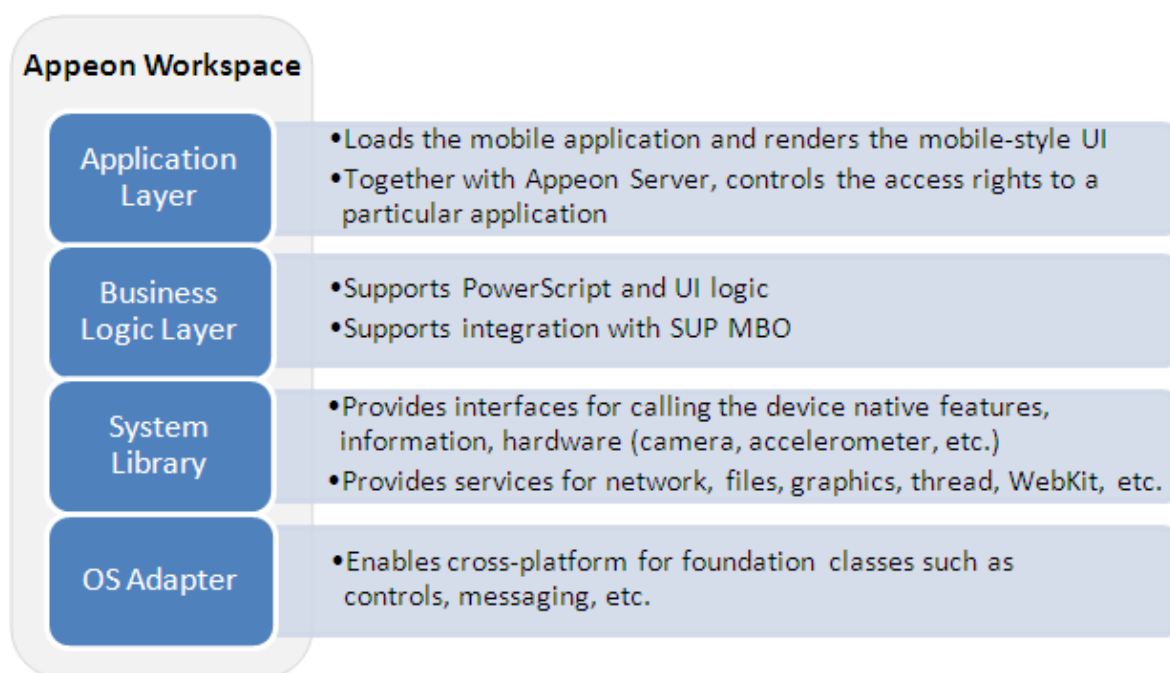 Appeon Workspace
Application
Layer
•Loads the mobile application and renders the mobile-style UI
•Together with Appeon Server, controls the access rights to a
particular application
Business
Logic Layer
•Supports PowerScript and UI logic
•Supports integration with SUP MBO
System
Library
•Provides interfaces for calling the device native features,
information, hardware (camera, accelerometer, etc.)
•Provides services for network, files, graphics, thread, WebKit, etc.
OS Adapter
•Enables cross-platform for foundation classes such as
controls, messaging, etc.